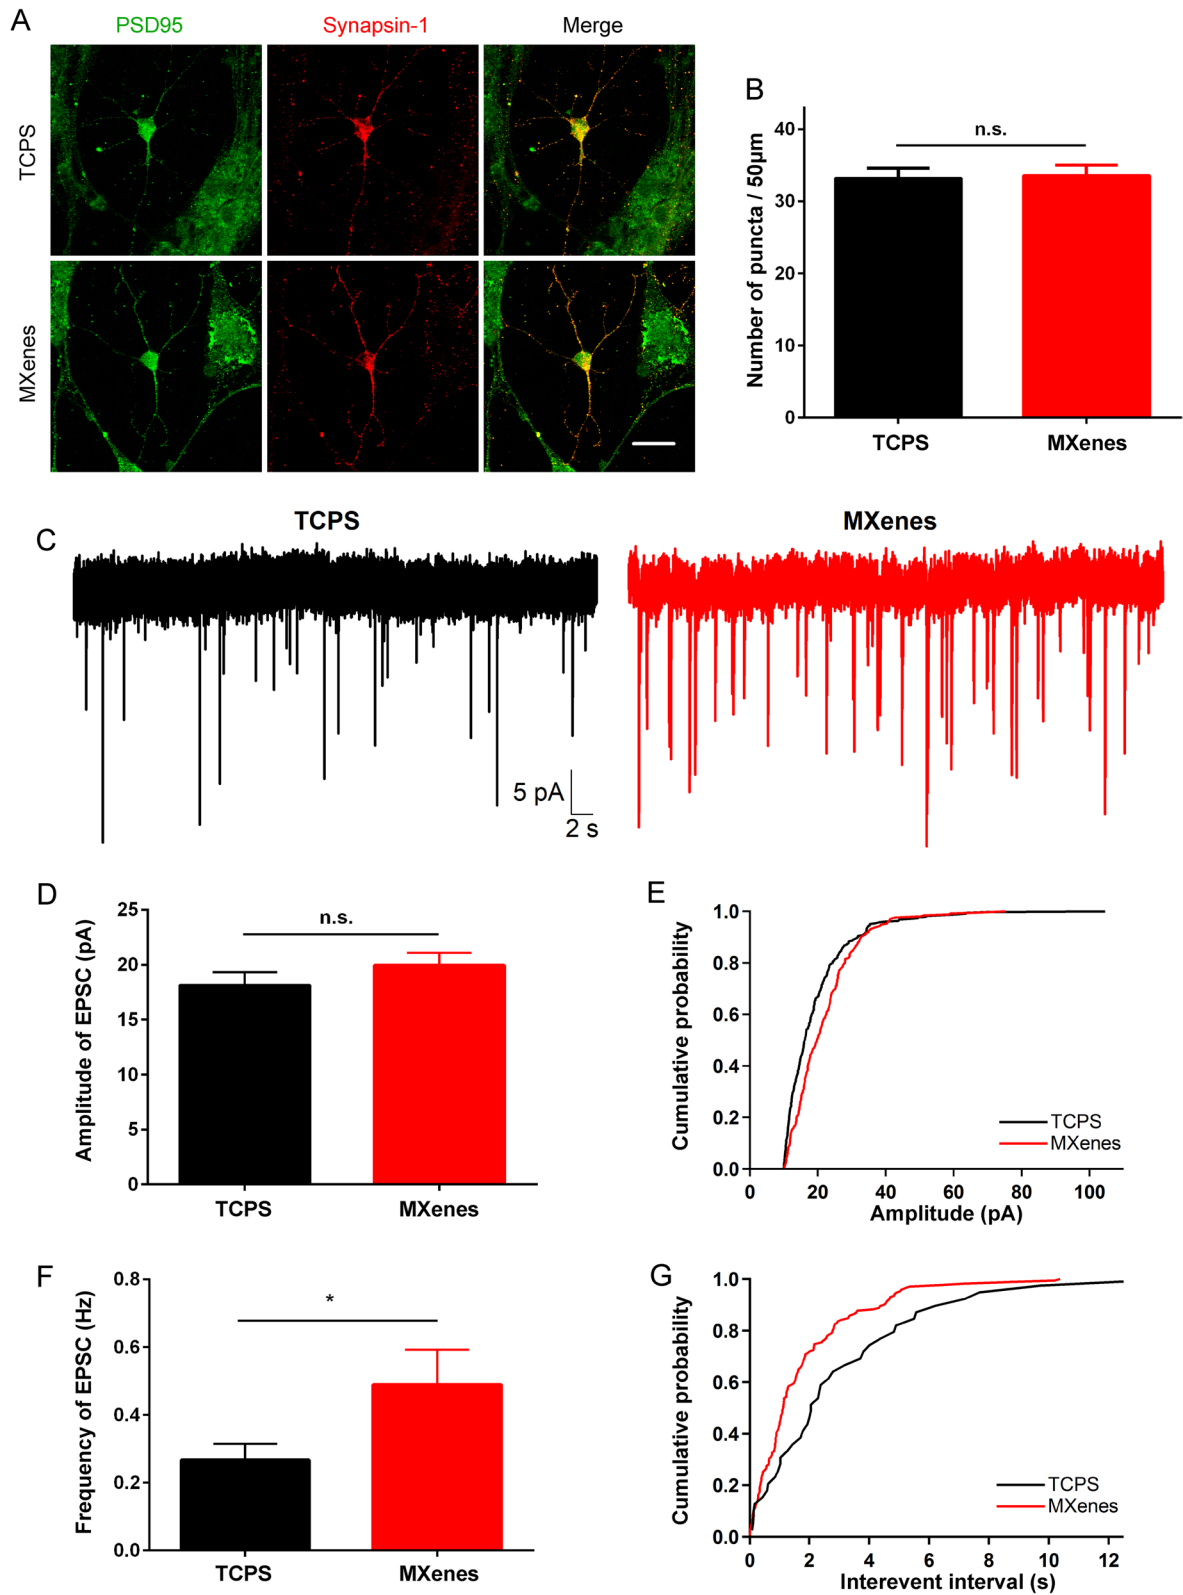 A
PSD95 Synapsin-1 Merge
TCPS
MXenes
B
Number of puncta / 50μm
40
30
20
10
0
n.s.
TCPS MXenes
C
TCPS MXenes
5 pA
2 s
D
Amplitude of EPSC (pA)
25
20
15
10
5
0
n.s.
TCPS MXenes
E
Cumulative probability
1.0
0.8
0.6
0.4
0.2
0.0
TCPS
MXenes
0 20 40 60 80 100
Amplitude (pA)
F
Frequency of EPSC (Hz)
0.8
0.6
0.4
0.2
0.0
*
TCPS MXenes
G
Cumulative probability
1.0
0.8
0.6
0.4
0.2
0.0
TCPS
MXenes
0 2 4 6 8 10 12
Interevent interval (s)